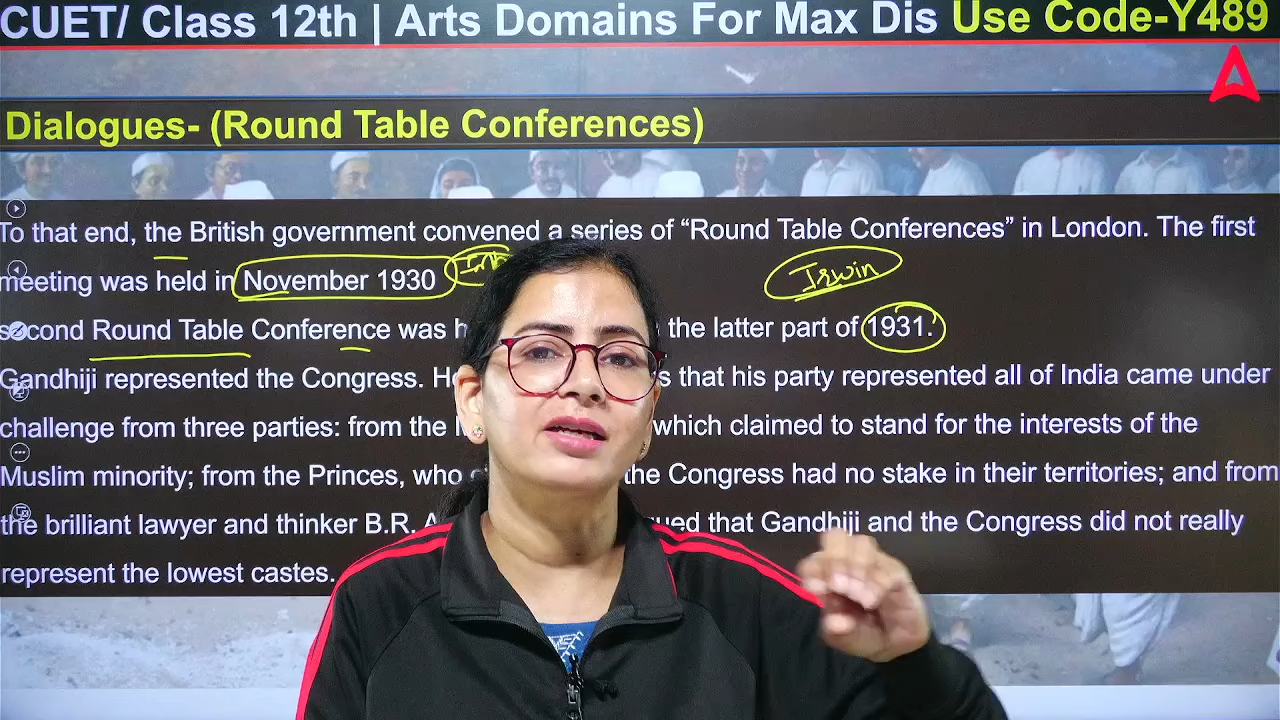 CUET/ Class 12th | Arts Domains For Max Dis Use Code-Y489
Dialogues- (Round Table Conferences)
To that end, the British government convened a series of “Round Table Conferences” in London. The first
meeting was held in November 1930
Irwin
second Round Table Conference was the latter part of 1931.
Gandhiji represented the Congress. that his party represented all of India came under
challenge from three parties: from the which claimed to stand for the interests of the
Muslim minority; from the Princes, who the Congress had no stake in their territories; and from
the brilliant lawyer and thinker B.R. that Gandhiji and the Congress did not really
represent the lowest castes.